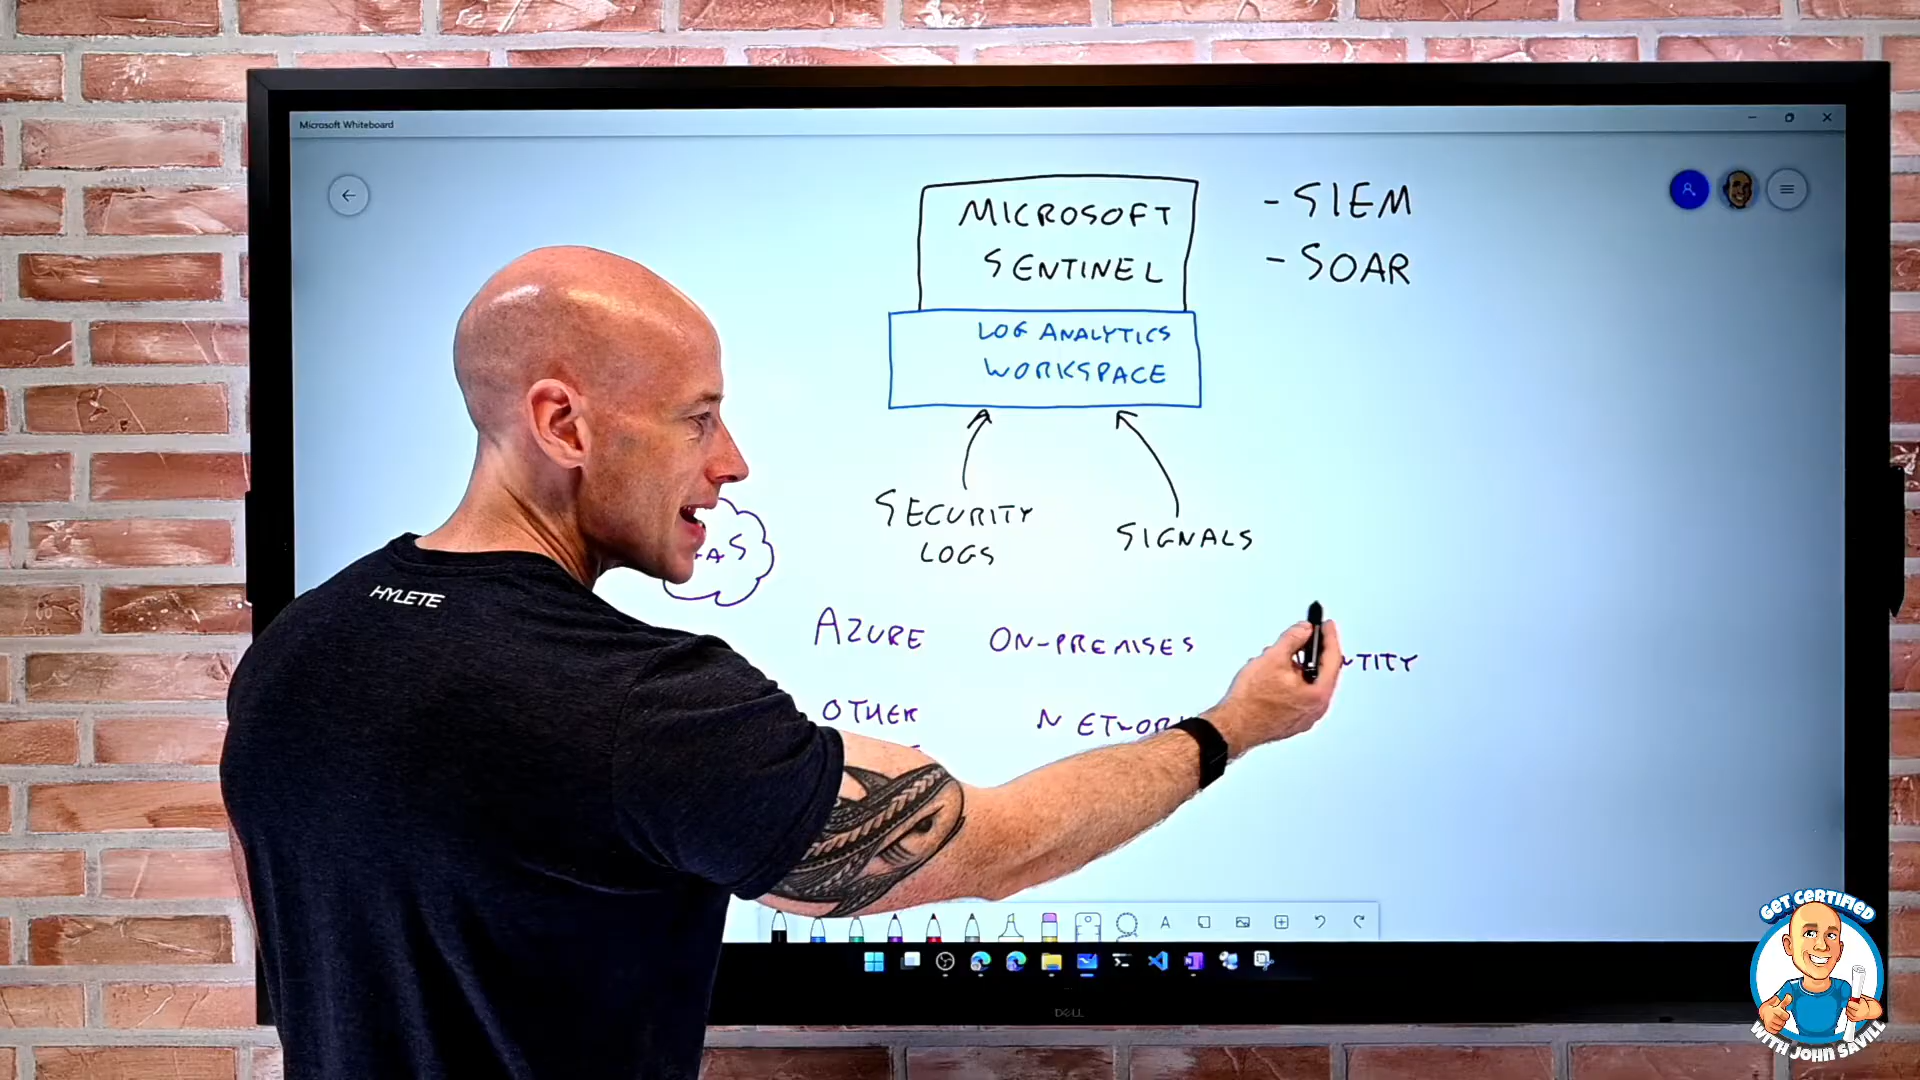 Microsoft Whiteboard
MICROSOFT
SENTINEL
- SIEM
- SOAR
LOG ANALYTICS
WORKSPACE
SECURITY
LOGS
SIGNALS
AZURE
ON-PREMISES
OTHER
HYLETE
A
DELL
GET CERTIFIED
WITH JOHN SAVILL